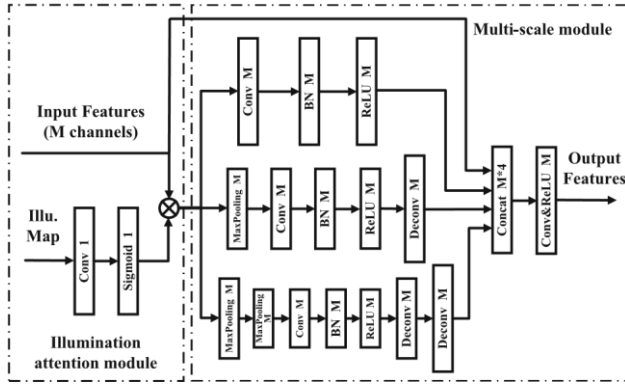 Multi-scale module
Input Features
(M channels)
Illu.
Map
Conv 1
Sigmoid 1
Illumination
attention module
Conv M
BN M
ReLU M
MaxPooling M
Conv M
BN M
ReLU M
Deconv M
MaxPooling M
MaxPooling
M
Conv M
BN M
ReLU M
Deconv M
Deconv M
Concat M*4
Conv&ReLU M
Output
Features